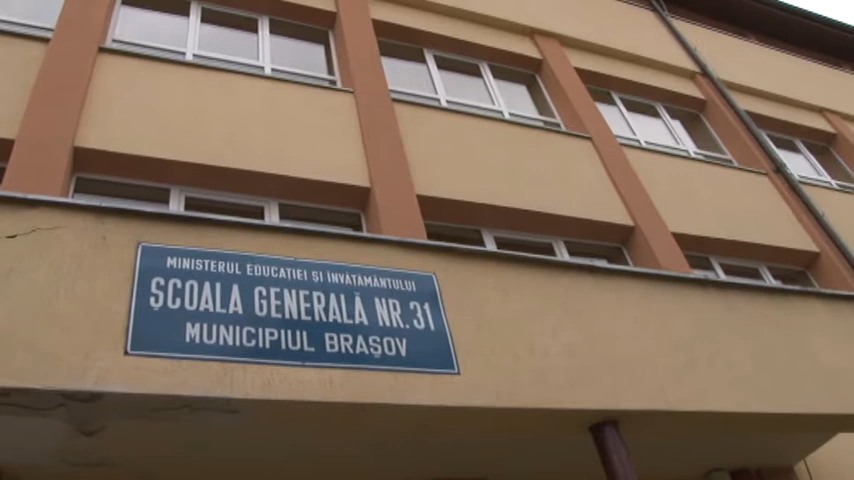 MINISTERUL EDUCAȚIEI ȘI ÎNVĂȚĂMÂNTULUI
ȘCOALA GENERALĂ NR. 31
MUNICIPIUL BRAȘOV